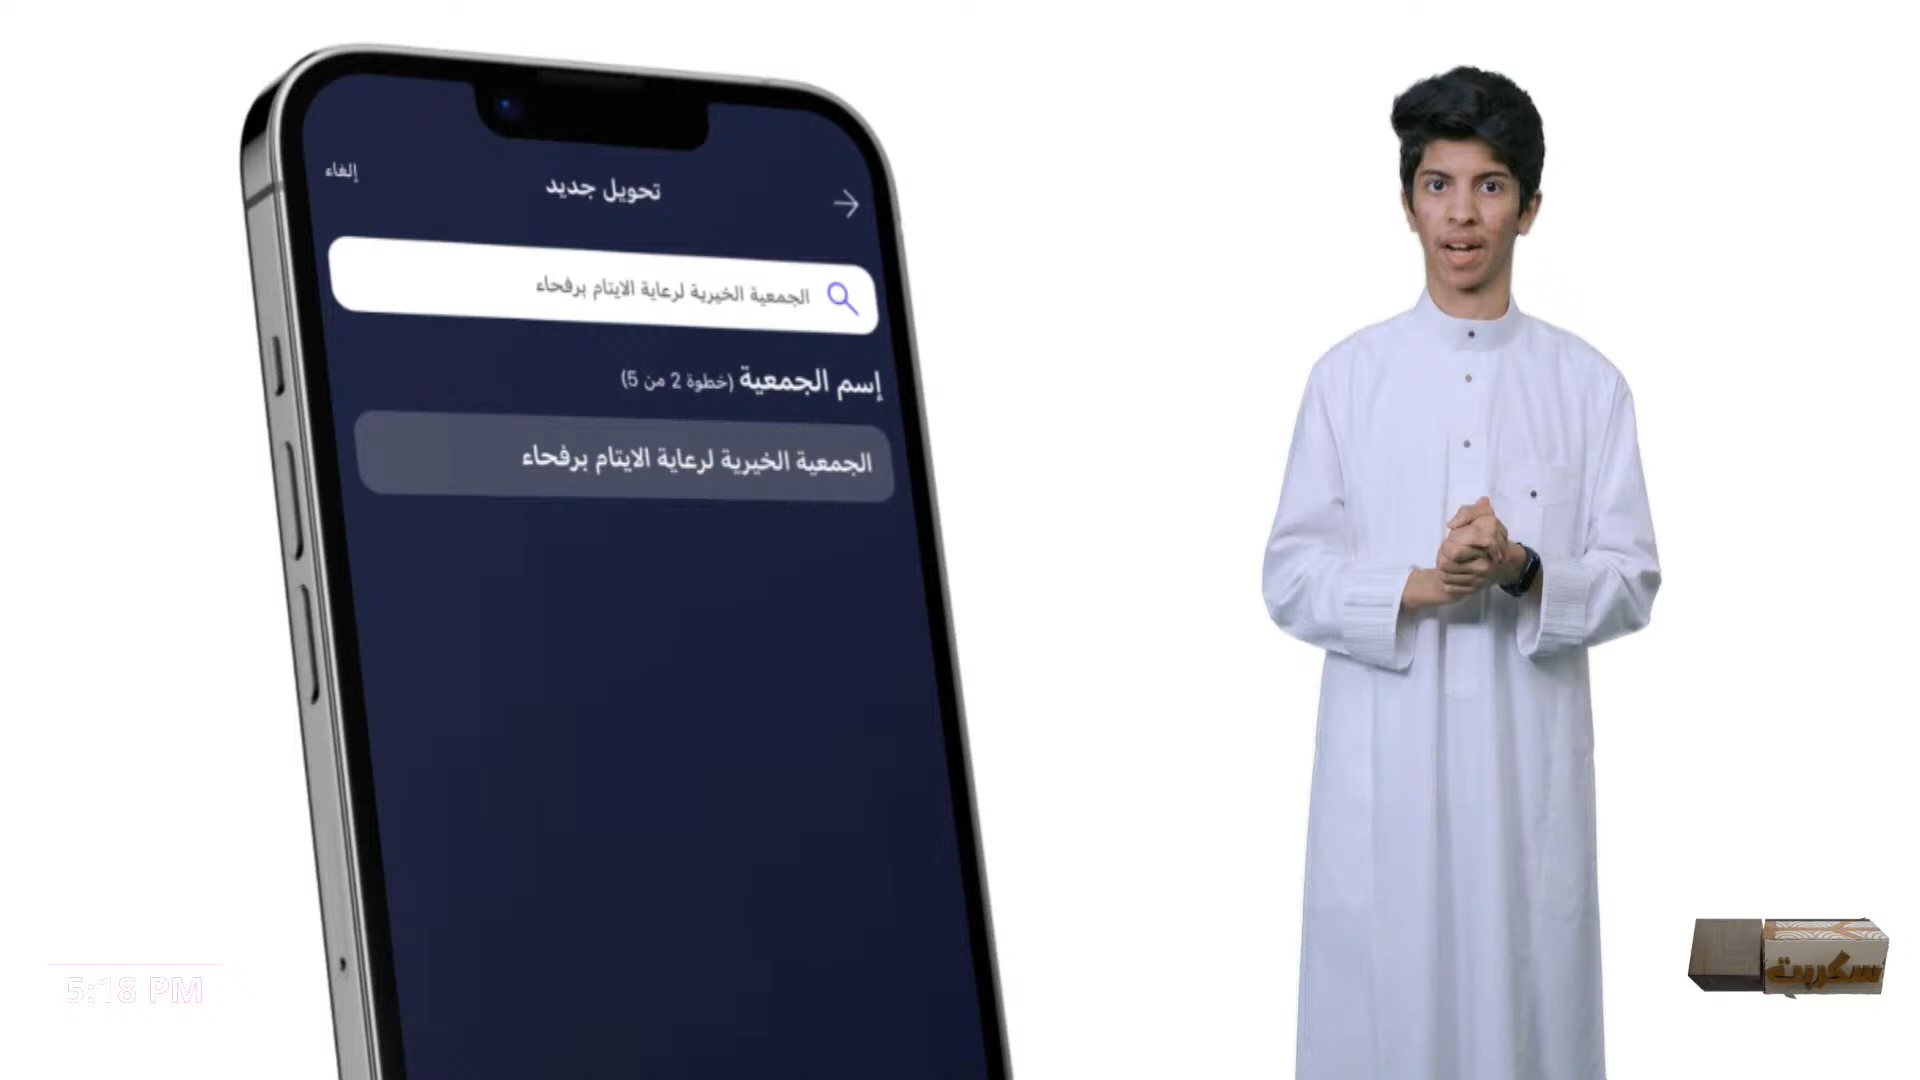 إلغاء
تحويل جديد
الجمعية الخيرية لرعاية الايتام برفحاء
إسم الجمعية (خطوة 2 من 5)
الجمعية الخيرية لرعاية الايتام برفحاء
5:18 PM
سكربت